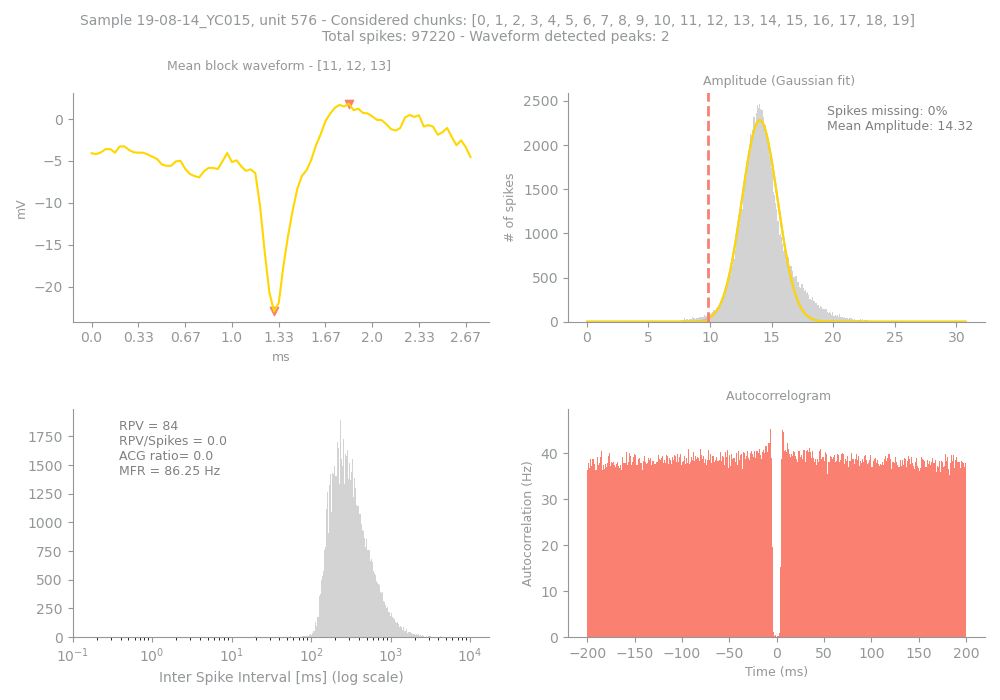 Sample 19-08-14_YC015, unit 576 - Considered chunks: [0, 1, 2, 3, 4, 5, 6, 7, 8, 9, 10, 11, 12, 13, 14, 15, 16, 17, 18, 19]
Total spikes: 97220 - Waveform detected peaks: 2
Mean block waveform - [11, 12, 13]
mV
0
−5
−10
−15
−20
0.0 0.33 0.67 1.0 1.33 1.67 2.0 2.33 2.67
ms
Amplitude (Gaussian fit)
Spikes missing: 0%
Mean Amplitude: 14.32
# of spikes
2500
2000
1500
1000
500
0
0 5 10 15 20 25 30
RPV = 84
RPV/Spikes = 0.0
ACG ratio= 0.0
MFR = 86.25 Hz
1750
1500
1250
1000
750
500
250
0
10⁻¹ 10⁰ 10¹ 10² 10³ 10⁴
Inter Spike Interval [ms] (log scale)
Autocorrelogram
Autocorrelation (Hz)
40
30
20
10
0
−200 −150 −100 −50 0 50 100 150 200
Time (ms)